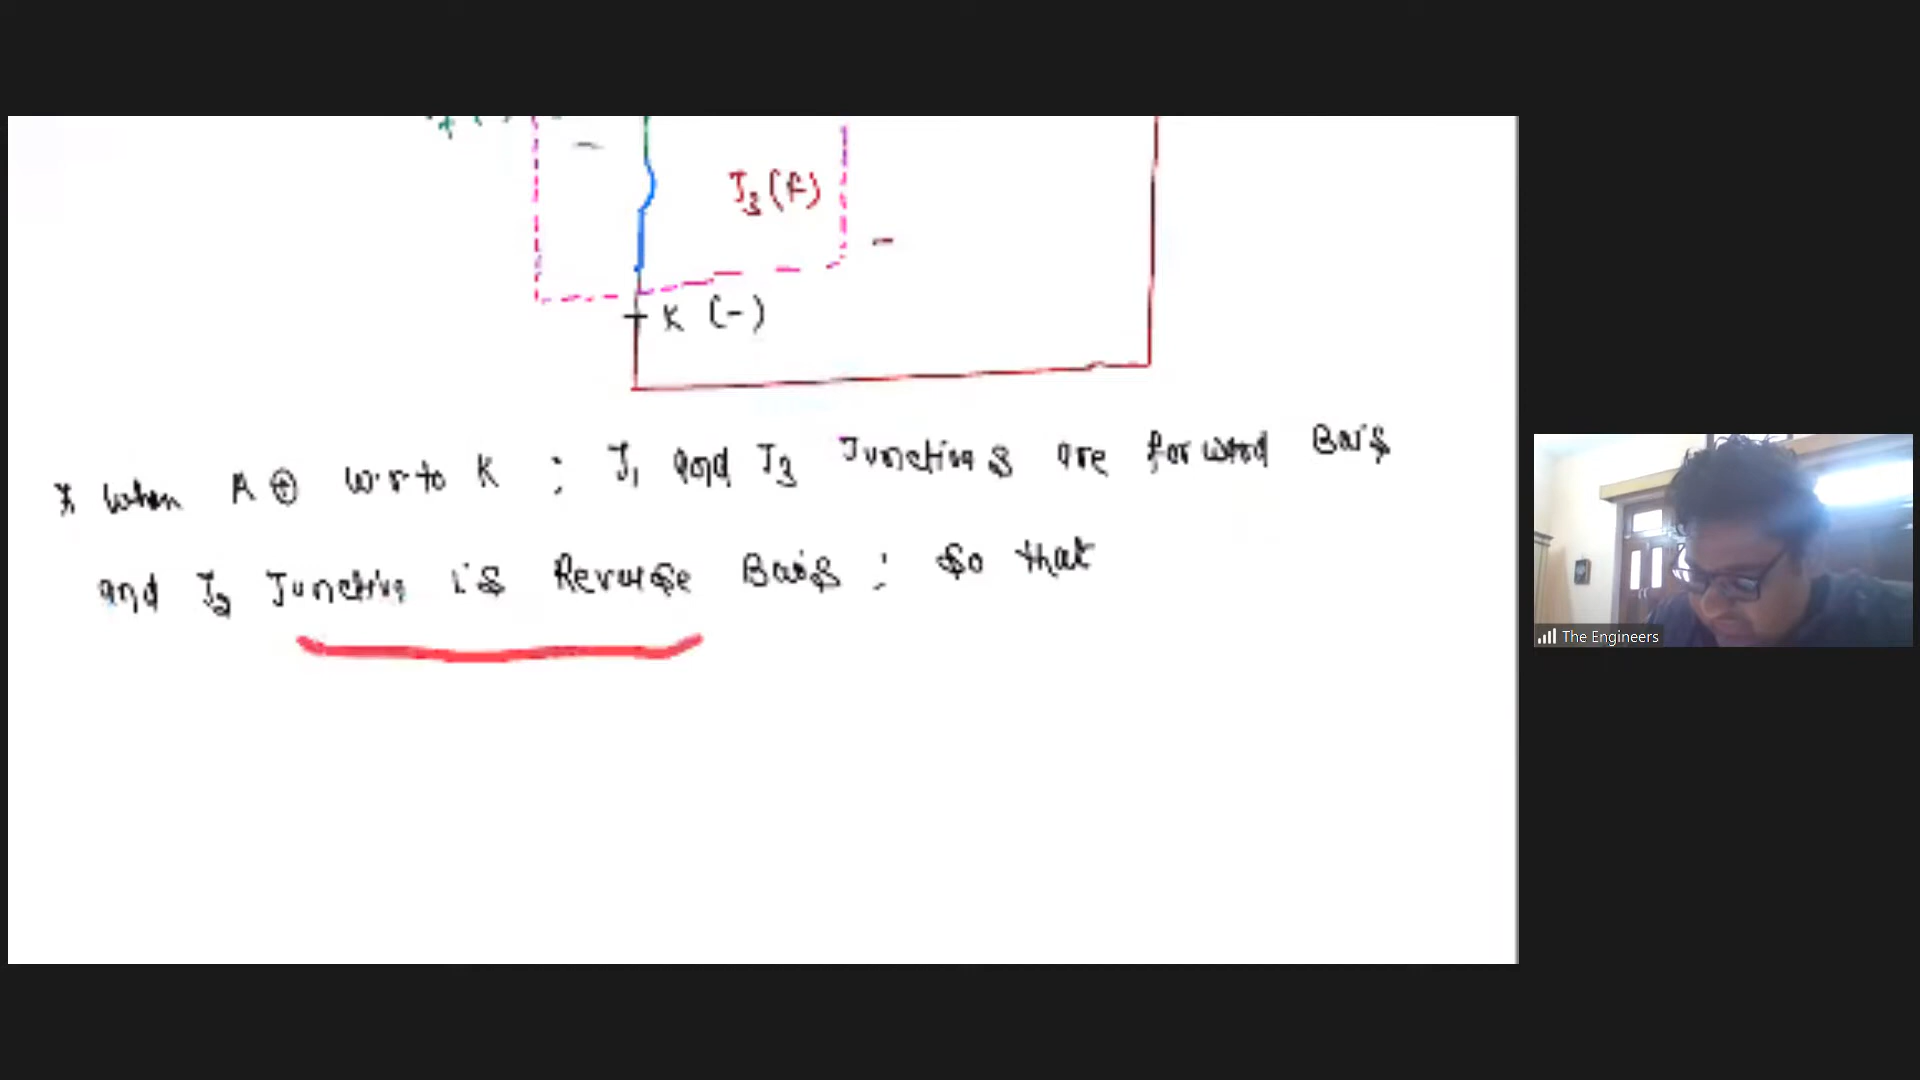 J3 (F)
K (-)
* When A ⊕ w.r to K : J1 and J3 Junctions are forward Bais
and J2 Junction is Reverse Bais : So that
The Engineers